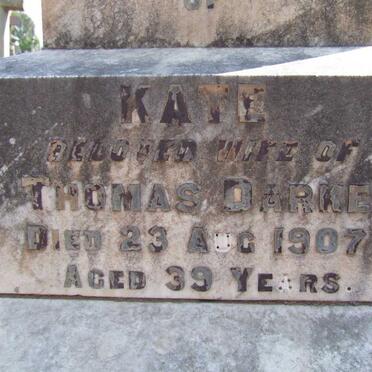 KATE
BELOVED WIFE OF
THOMAS DARKE
DIED 23 AUG 1907
AGED 39 YEARS.